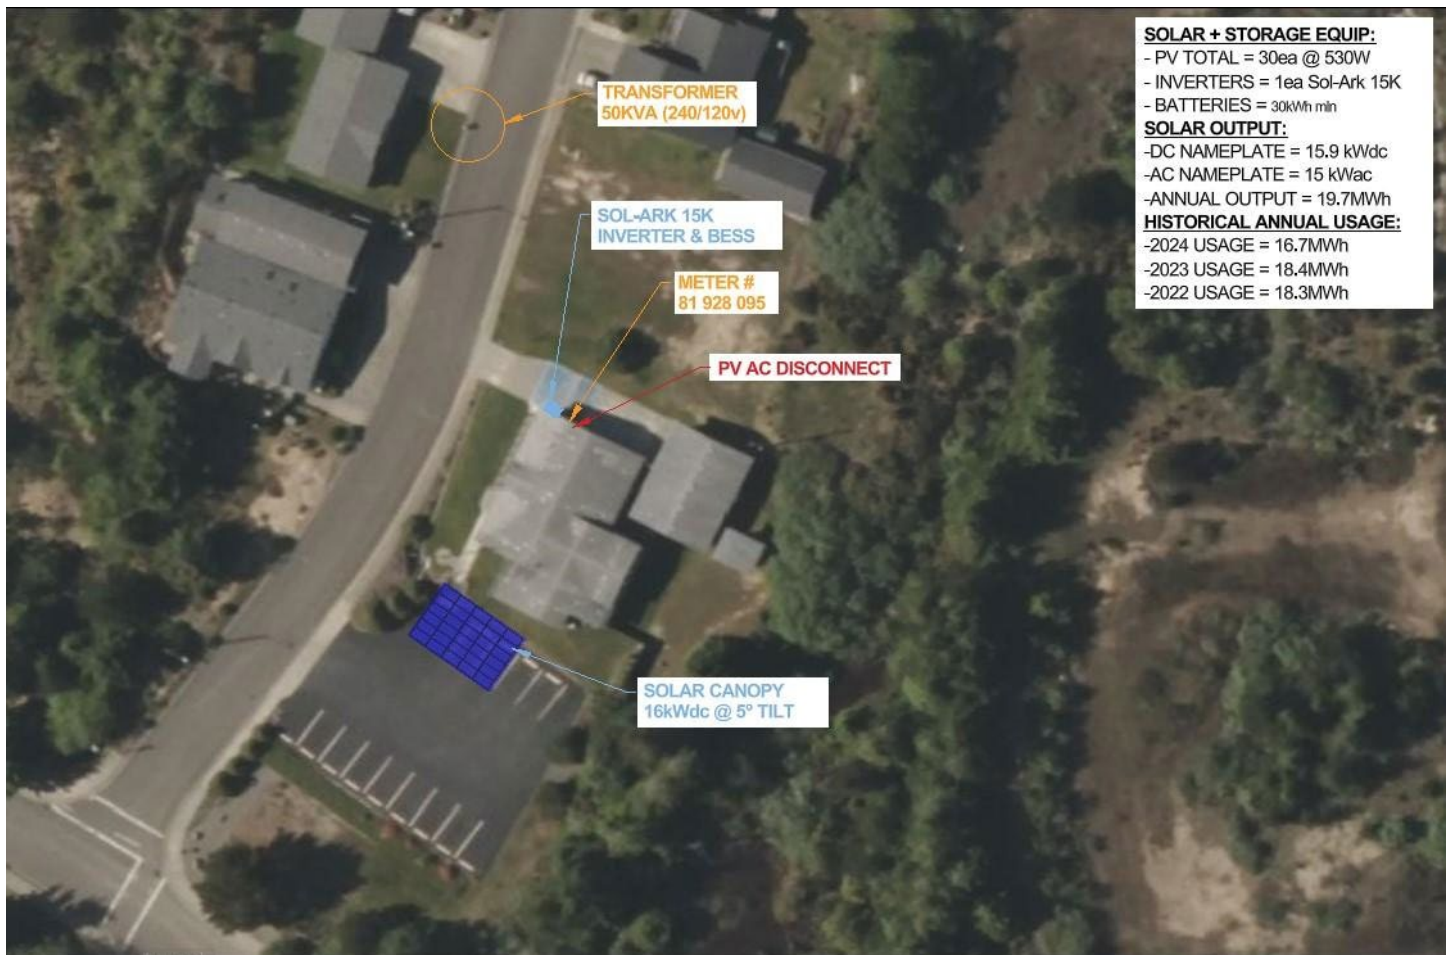 SOLAR + STORAGE EQUIP:
- PV TOTAL = 30ea @ 530W
- INVERTERS = 1ea Sol-Ark 15K
- BATTERIES = 30kWh min
SOLAR OUTPUT:
-DC NAMEPLATE = 15.9 kWdc
-AC NAMEPLATE = 15 kWac
-ANNUAL OUTPUT = 19.7MWh
HISTORICAL ANNUAL USAGE:
-2024 USAGE = 16.7MWh
-2023 USAGE = 18.4MWh
-2022 USAGE = 18.3MWh
TRANSFORMER
50KVA (240/120v)
SOL-ARK 15K
INVERTER & BESS
METER #
81 928 095
PV AC DISCONNECT
SOLAR CANOPY
16kWdc @ 5° TILT